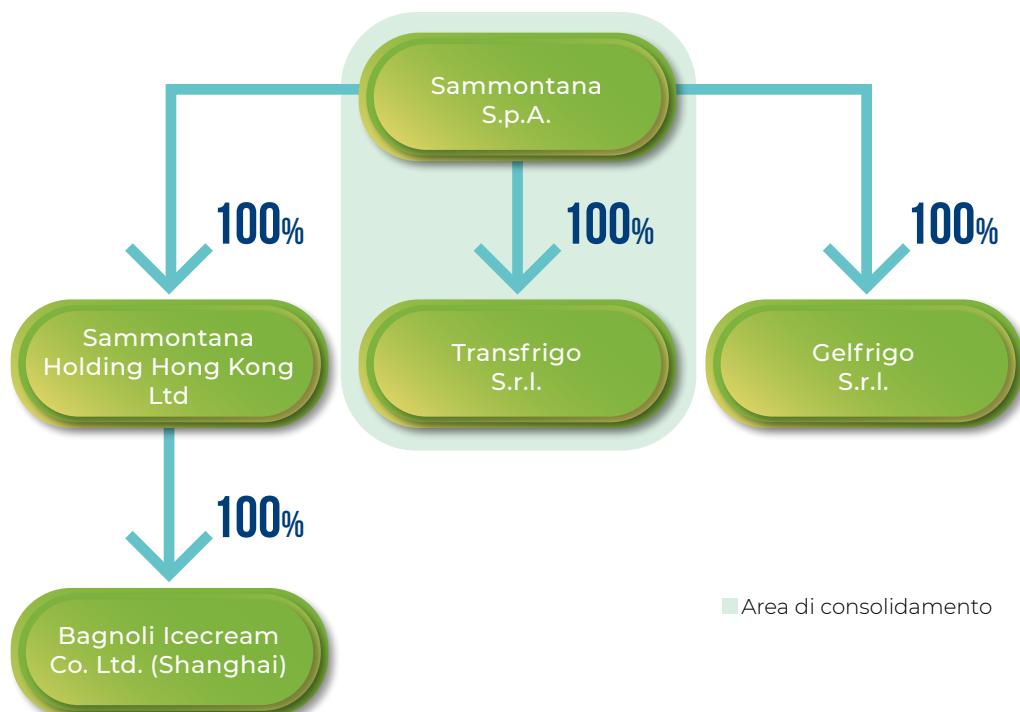 Sammontana
S.p.A.
100%
100%
100%
Sammontana
Holding Hong Kong
Ltd
Transfrigo
S.r.l.
Gelfrigo
S.r.l.
100%
Area di consolidamento
Bagnoli Icecream
Co. Ltd. (Shanghai)